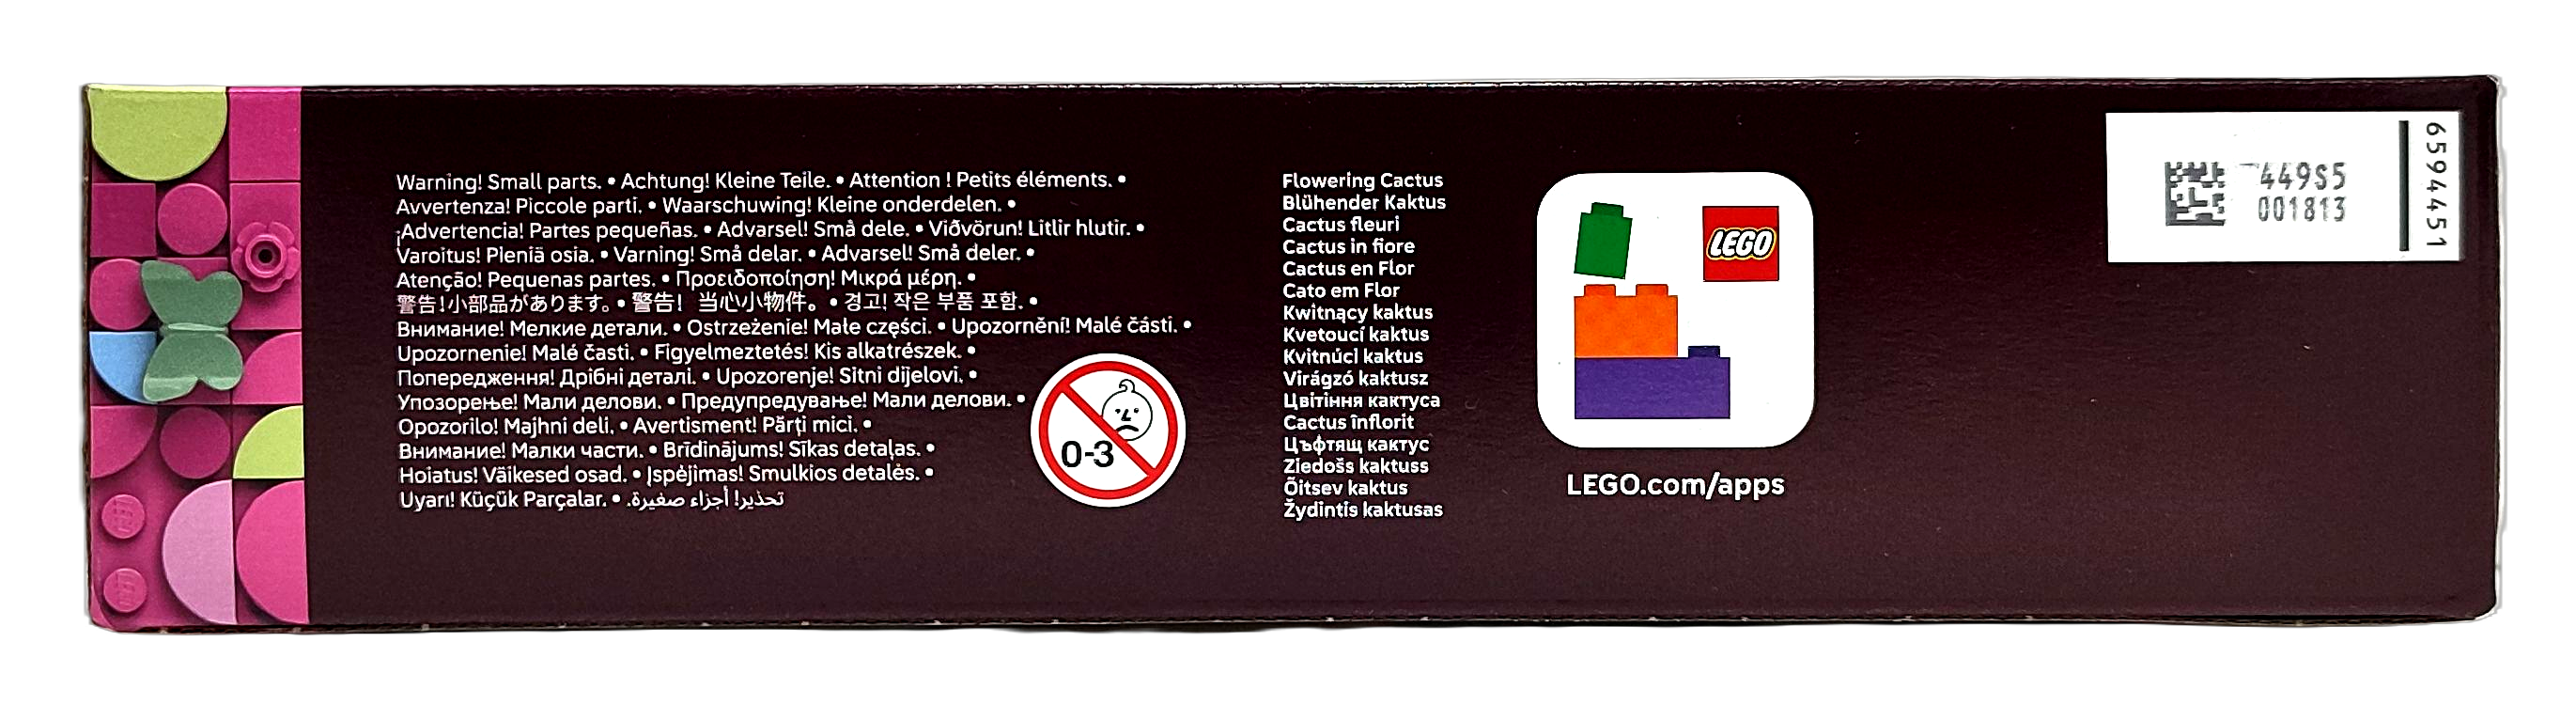 Warning! Small parts. • Achtung! Kleine Teile. • Attention ! Petits éléments. •
Avvertenza! Piccole parti. • Waarschuwing! Kleine onderdelen. •
¡Advertencia! Partes pequeñas. • Advarsel! Små dele. • Viðvörun! Litlir hlutir. •
Varoitus! Pieniä osia. • Varning! Små delar. • Advarsel! Små deler. •
Atenção! Pequenas partes. • Προειδοποίηση! Μικρά μέρη. •
警告!小部品があります。• 警告! 当心小物件。• 경고! 작은 부품 포함. •
Внимание! Мелкие детали. • Ostrzeżenie! Małe części. • Upozornění! Malé části. •
Upozornenie! Malé časti. • Figyelmeztetés! Kis alkatrészek. •
Попередження! Дрібні деталі. • Upozorenje! Sitni dijelovi. •
Упозорење! Мали делови. • Предупредување! Мали делови. •
Opozorilo! Majhni deli. • Avertisment! Părți mici. •
Внимание! Малки части. • Brīdinājums! Sīkas detaļas. •
Hoiatus! Väikesed osad. • Įspėjimas! Smulkios detalės. •
Uyarı! Küçük Parçalar. • تحذير! أجزاء صغيرة.
0-3
Flowering Cactus
Blühender Kaktus
Cactus fleuri
Cactus in fiore
Cactus en Flor
Cato em Flor
Kwitnący kaktus
Kvetoucí kaktus
Kvitnúci kaktus
Virágzó kaktusz
Цвітіння кактуса
Cactus înflorit
Цъфтящ кактус
Ziedošs kaktuss
Õitsev kaktus
Žydintis kaktusas
LEGO
LEGO.com/apps
449S5
001813
6594451